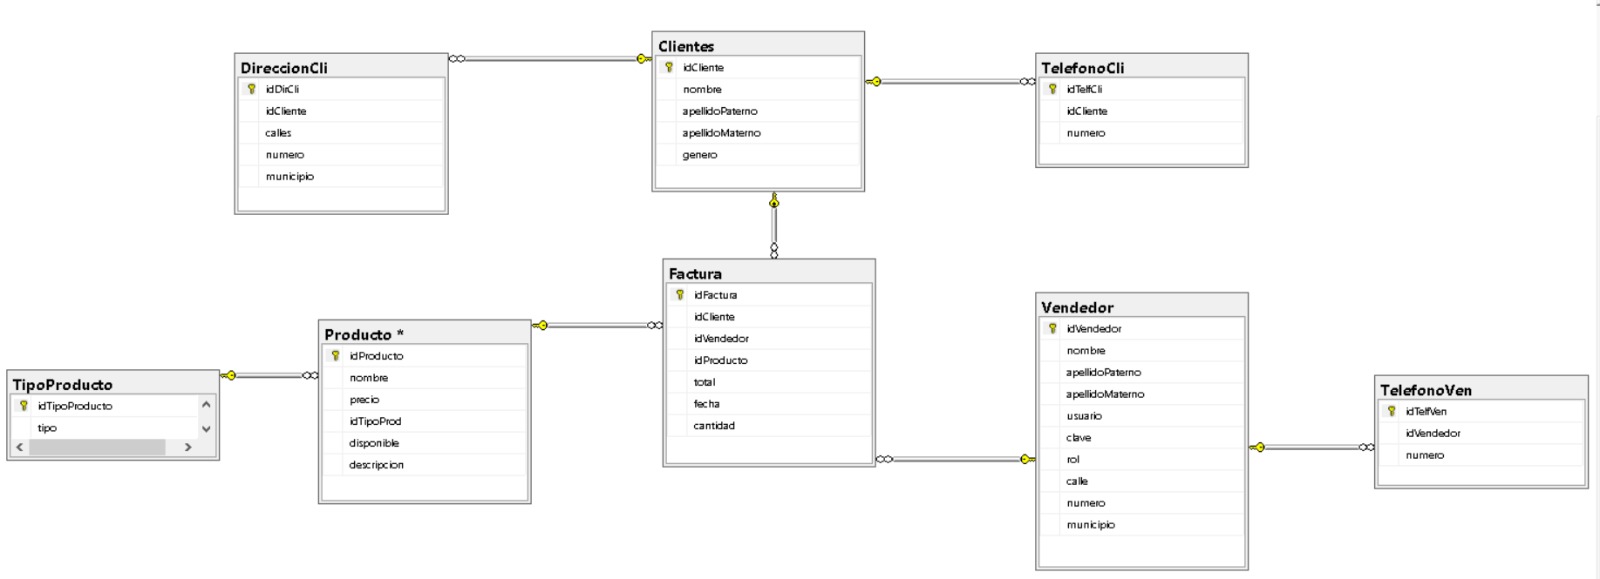 Clientes
idCliente
nombre
apellidoPaterno
apellidoMaterno
genero
DireccionCli
idDirCli
idCliente
calles
numero
municipio
TelefonoCli
idTelfCli
idCliente
numero
Factura
idFactura
idCliente
idVendedor
idProducto
total
fecha
cantidad
Producto *
idProducto
nombre
precio
idTipoProd
disponible
descripcion
TipoProducto
idTipoProducto
tipo
Vendedor
idVendedor
nombre
apellidoPaterno
apellidoMaterno
usuario
clave
rol
calle
numero
municipio
TelefonoVen
idTelfVen
idVendedor
numero